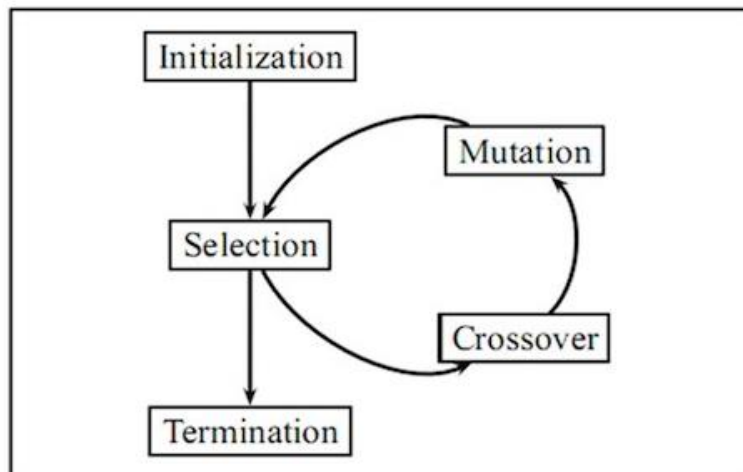 Initialization
Mutation
Selection
Crossover
Termination